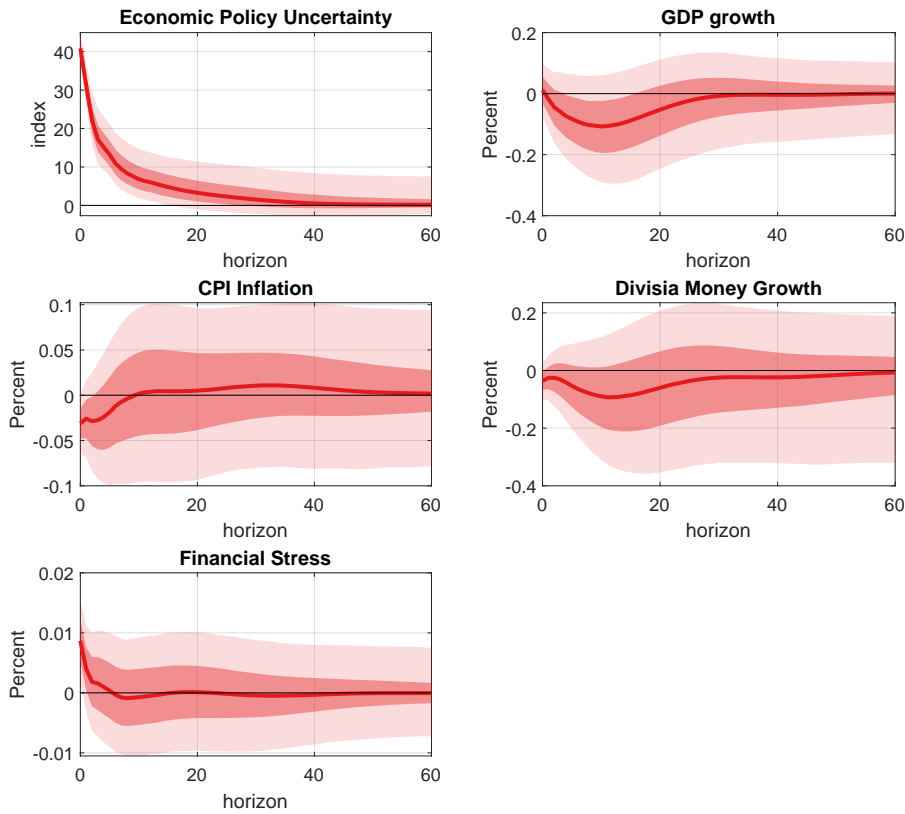 Economic Policy Uncertainty
40
30
20
10
0
index
0 20 40 60
horizon
GDP growth
0.2
0
-0.2
-0.4
Percent
0 20 40 60
horizon
CPI Inflation
0.1
0.05
0
-0.05
-0.1
Percent
0 20 40 60
horizon
Divisia Money Growth
0.2
0
-0.2
-0.4
Percent
0 20 40 60
horizon
Financial Stress
0.02
0.01
0
-0.01
Percent
0 20 40 60
horizon